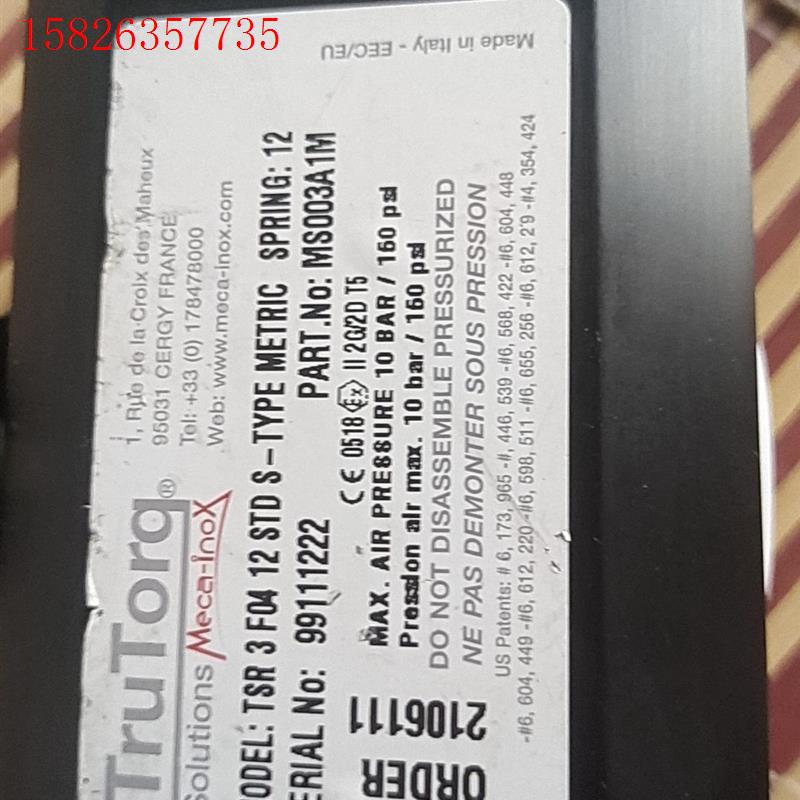 15826357735
Made in Italy - EEC/EU
TruTorq®
Solutions Meca-inoX
1, Rue de la Croix des Maheux
95031 CERGY FRANCE
Tel: +33 (0) 178478000
Web: www.meca-inox.com
MODEL: TSR 3 F04 12 STD S-TYPE METRIC SPRING: 12
ERIAL No: 99111222 PART.No: MS003A1M
CE 0518 Ex II 2G/2D T5
MAX. AIR PRESSURE 10 BAR / 160 psi
Pression air max. 10 bar / 160 psi
DO NOT DISASSEMBLE PRESSURIZED
NE PAS DEMONTER SOUS PRESSION
US Patents: # 6, 173, 965 -#, 446, 539 -#6, 568, 422 -#6, 604, 448
-#6, 604, 449 -#6, 612, 220 -#6, 598, 511 -#6, 655, 256 -#6, 612, 2'9 -#4, 354, 424
ORDER
2106111